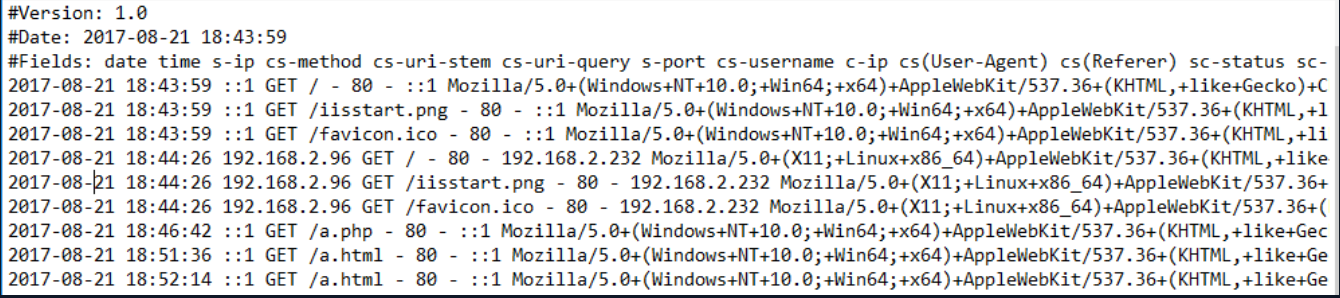 #Version: 1.0
#Date: 2017-08-21 18:43:59
#Fields: date time s-ip cs-method cs-uri-stem cs-uri-query s-port cs-username c-ip cs(User-Agent) cs(Referer) sc-status sc-
2017-08-21 18:43:59 ::1 GET / - 80 - ::1 Mozilla/5.0+(Windows+NT+10.0;+Win64;+x64)+AppleWebKit/537.36+(KHTML,+like+Gecko)+C
2017-08-21 18:43:59 ::1 GET /iisstart.png - 80 - ::1 Mozilla/5.0+(Windows+NT+10.0;+Win64;+x64)+AppleWebKit/537.36+(KHTML,+l
2017-08-21 18:43:59 ::1 GET /favicon.ico - 80 - ::1 Mozilla/5.0+(Windows+NT+10.0;+Win64;+x64)+AppleWebKit/537.36+(KHTML,+li
2017-08-21 18:44:26 192.168.2.96 GET / - 80 - 192.168.2.232 Mozilla/5.0+(X11;+Linux+x86_64)+AppleWebKit/537.36+(KHTML,+like
2017-08-21 18:44:26 192.168.2.96 GET /iisstart.png - 80 - 192.168.2.232 Mozilla/5.0+(X11;+Linux+x86_64)+AppleWebKit/537.36+
2017-08-21 18:44:26 192.168.2.96 GET /favicon.ico - 80 - 192.168.2.232 Mozilla/5.0+(X11;+Linux+x86_64)+AppleWebKit/537.36+(
2017-08-21 18:46:42 ::1 GET /a.php - 80 - ::1 Mozilla/5.0+(Windows+NT+10.0;+Win64;+x64)+AppleWebKit/537.36+(KHTML,+like+Gec
2017-08-21 18:51:36 ::1 GET /a.html - 80 - ::1 Mozilla/5.0+(Windows+NT+10.0;+Win64;+x64)+AppleWebKit/537.36+(KHTML,+like+Ge
2017-08-21 18:52:14 ::1 GET /a.html - 80 - ::1 Mozilla/5.0+(Windows+NT+10.0;+Win64;+x64)+AppleWebKit/537.36+(KHTML,+like+Ge